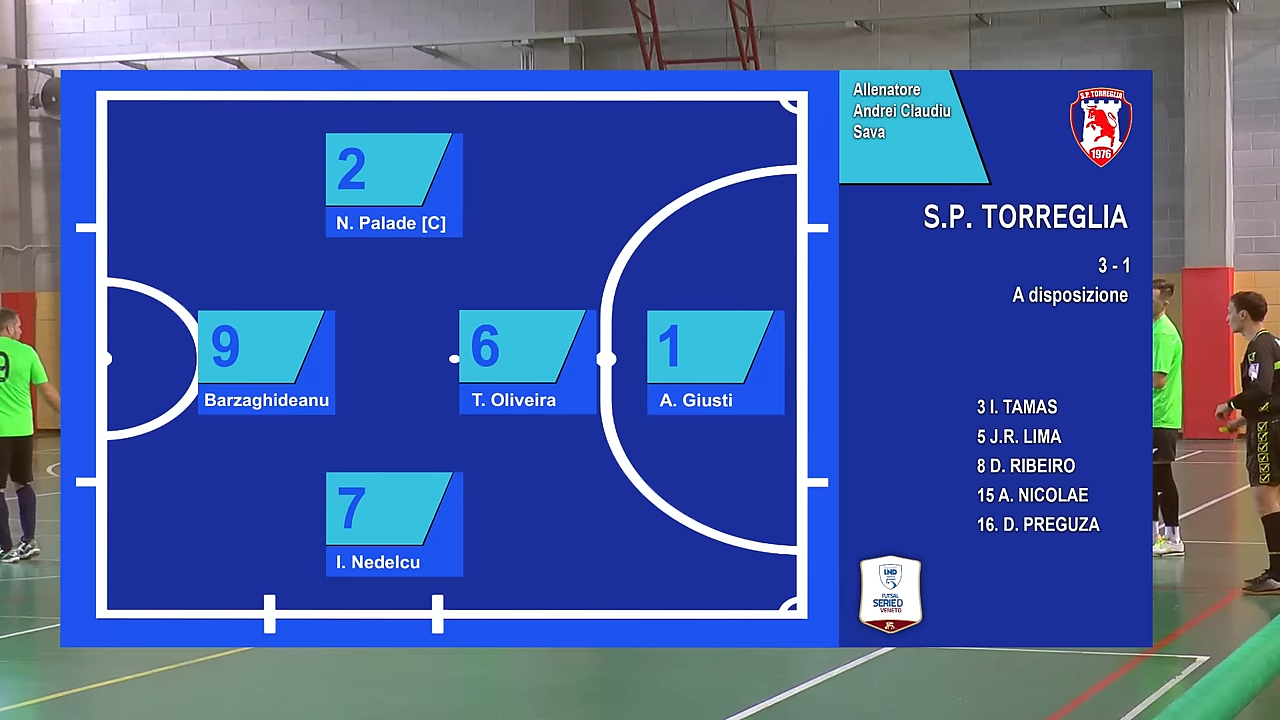 2
N. Palade [C]
9
Barzaghideanu
6
T. Oliveira
1
A. Giusti
7
I. Nedelcu
Allenatore
Andrei Claudiu
Sava
S.P. TORREGLIA
1976
S.P. TORREGLIA
3 - 1
A disposizione
3 I. TAMAS
5 J.R. LIMA
8 D. RIBEIRO
15 A. NICOLAE
16. D. PREGUZA
LND
FUTSAL
SERIE D
VENETO
9